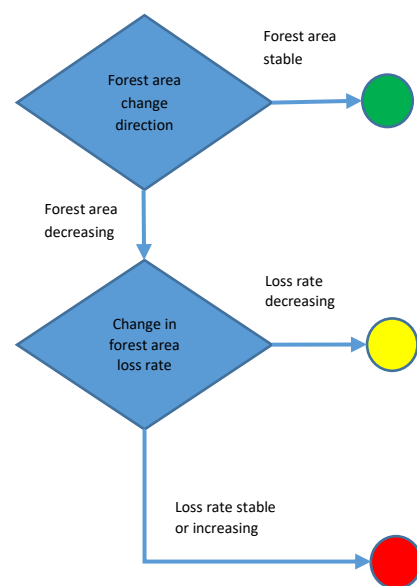 Forest area
change
direction
Forest area
stable
Forest area
decreasing
Change in
forest area
loss rate
Loss rate
decreasing
Loss rate stable
or increasing